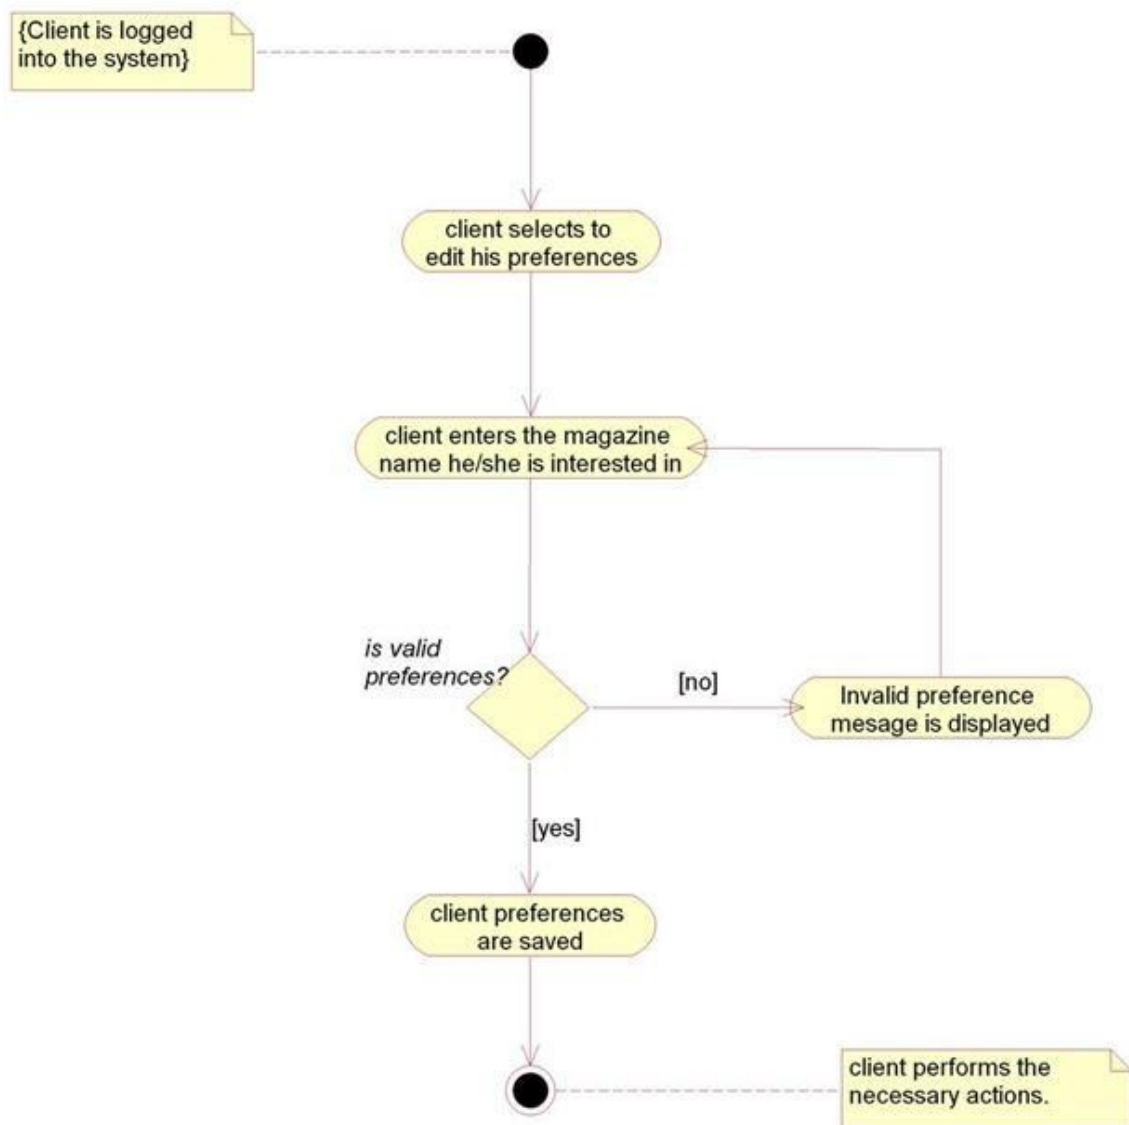 {Client is logged
into the system}
client selects to
edit his preferences
client enters the magazine
name he/she is interested in
is valid
preferences?
[no]
Invalid preference
mesage is displayed
[yes]
client preferences
are saved
client performs the
necessary actions.